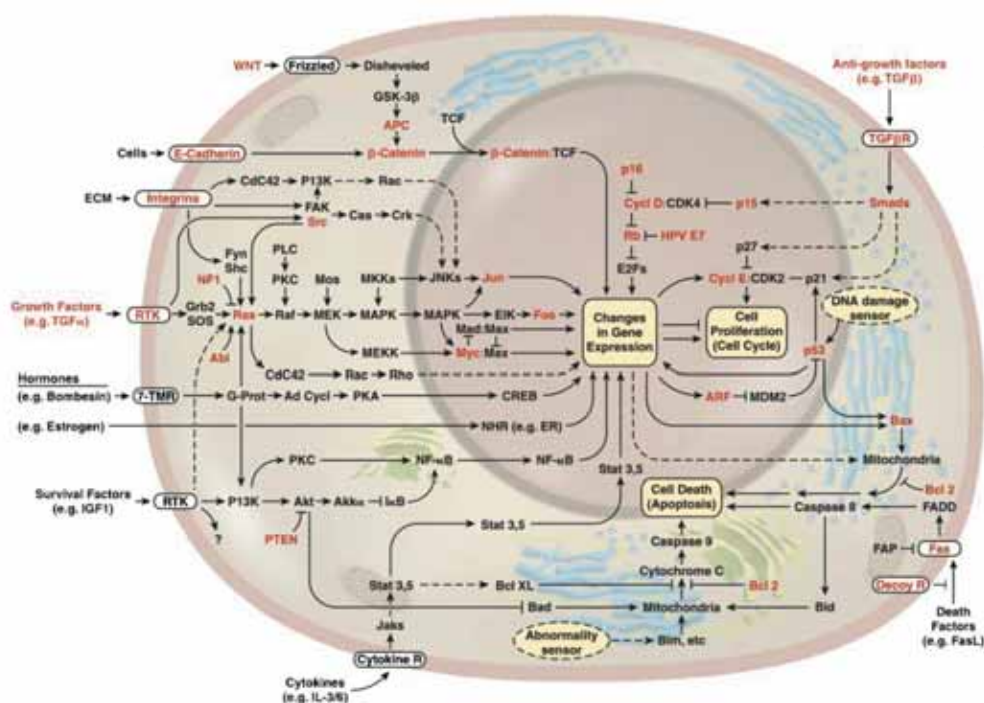 WNT Frizzled Disheveled
GSK-3β
APC TCF
Cells E-Cadherin β-Catenin β-Catenin:TCF
Anti-growth factors
(e.g. TGFβ)
TGFβR
Smads
CdC42 P13K Rac
ECM Integrins
FAK
Src Cas Crk
p16
Cycl D:CDK4 p15
Rb HPV E7
E2Fs
p27
Cycl E:CDK2 p21
DNA damage
sensor
Fyn
Shc
PLC
NF1 PKC Mos MKKs JNKs Jun
Growth Factors
(e.g. TGFα)
RTK Grb2
SOS
Ras Raf MEK MAPK MAPK ElK Fos
Mad:Max
Abl MEKK Myc:Max
Changes
in Gene
Expression
Cell
Proliferation
(Cell Cycle)
p53
CdC42 Rac Rho
Hormones
(e.g. Bombesin) 7-TMR G-Prot Ad Cycl PKA CREB
ARF MDM2
(e.g. Estrogen) NHR (e.g. ER)
Bax
PKC NF-κB NF-κB
Stat 3,5
Mitochondria
Survival Factors
(e.g. IGF1)
RTK P13K Akt Akkα IκB
?
PTEN
Cell Death
(Apoptosis)
Bcl 2
Caspase 8 FADD
Stat 3,5
Caspase 9
FAP Fas
Cytochrome C
Stat 3,5 Bcl XL Bcl 2
Decoy R
Bad Mitochondria Bid
Death
Factors
(e.g. FasL)
Jaks
Abnormality
sensor
Bim, etc
Cytokine R
Cytokines
(e.g. IL-3/6)